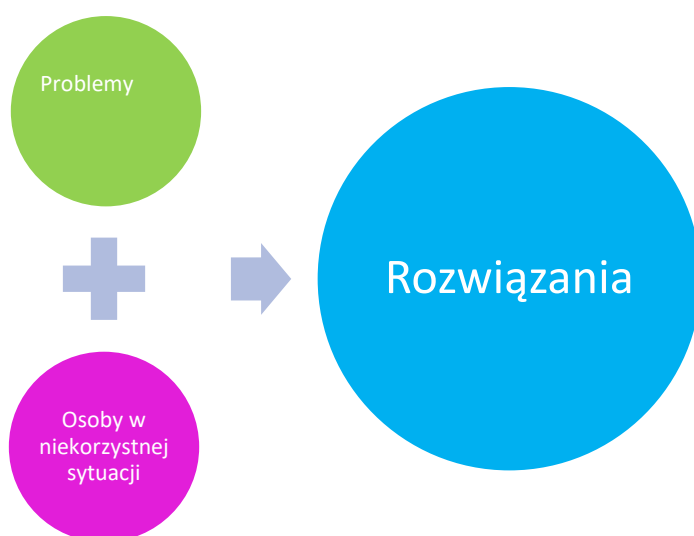 Problemy
Osoby w
niekorzystnej
sytuacji
Rozwiązania